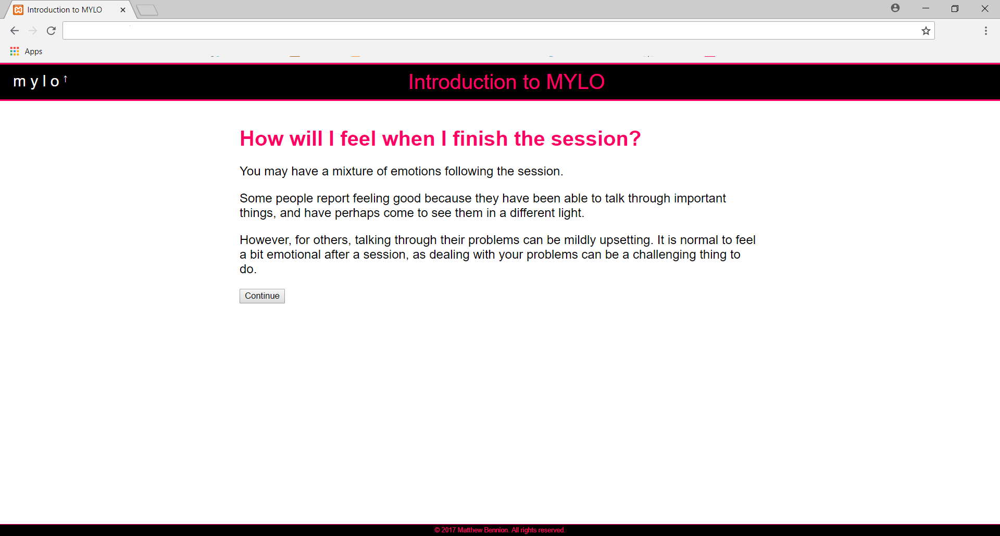 Introduction to MYLO
Apps
mylo↑
Introduction to MYLO
How will I feel when I finish the session?
You may have a mixture of emotions following the session.
Some people report feeling good because they have been able to talk through important
things, and have perhaps come to see them in a different light.
However, for others, talking through their problems can be mildly upsetting. It is normal to feel
a bit emotional after a session, as dealing with your problems can be a challenging thing to
do.
Continue
© 2017 Matthew Bennion. All rights reserved.